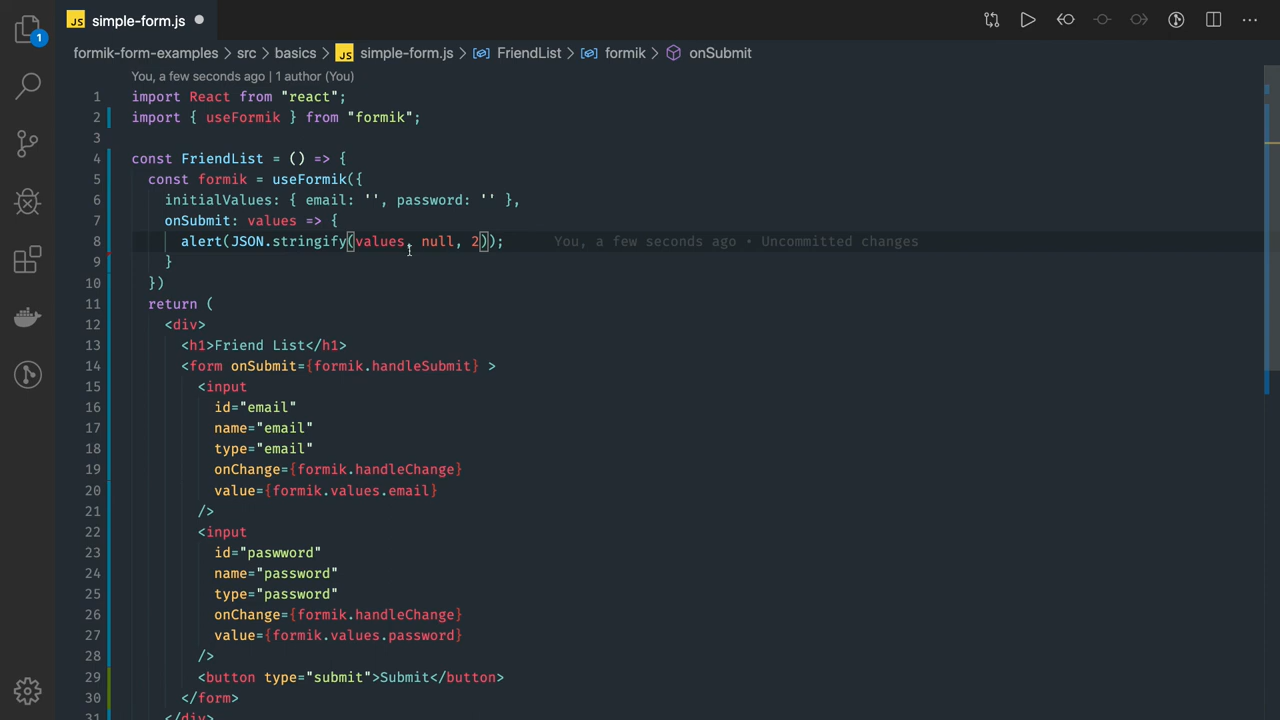 JS simple-form.js
1
formik-form-examples > src > basics > JS simple-form.js > FriendList > formik > onSubmit
You, a few seconds ago | 1 author (You)
1 import React from "react";
2 import { useFormik } from "formik";
3
4 const FriendList = () => {
5 const formik = useFormik({
6 initialValues: { email: '', password: '' },
7 onSubmit: values => {
8 alert(JSON.stringify(values, null, 2)); You, a few seconds ago • Uncommitted changes
9 }
10 })
11 return (
12 <div>
13 <h1>Friend List</h1>
14 <form onSubmit={formik.handleSubmit} >
15 <input
16 id="email"
17 name="email"
18 type="email"
19 onChange={formik.handleChange}
20 value={formik.values.email}
21 />
22 <input
23 id="paswword"
24 name="password"
25 type="password"
26 onChange={formik.handleChange}
27 value={formik.values.password}
28 />
29 <button type="submit">Submit</button>
30 </form>
31 </div>